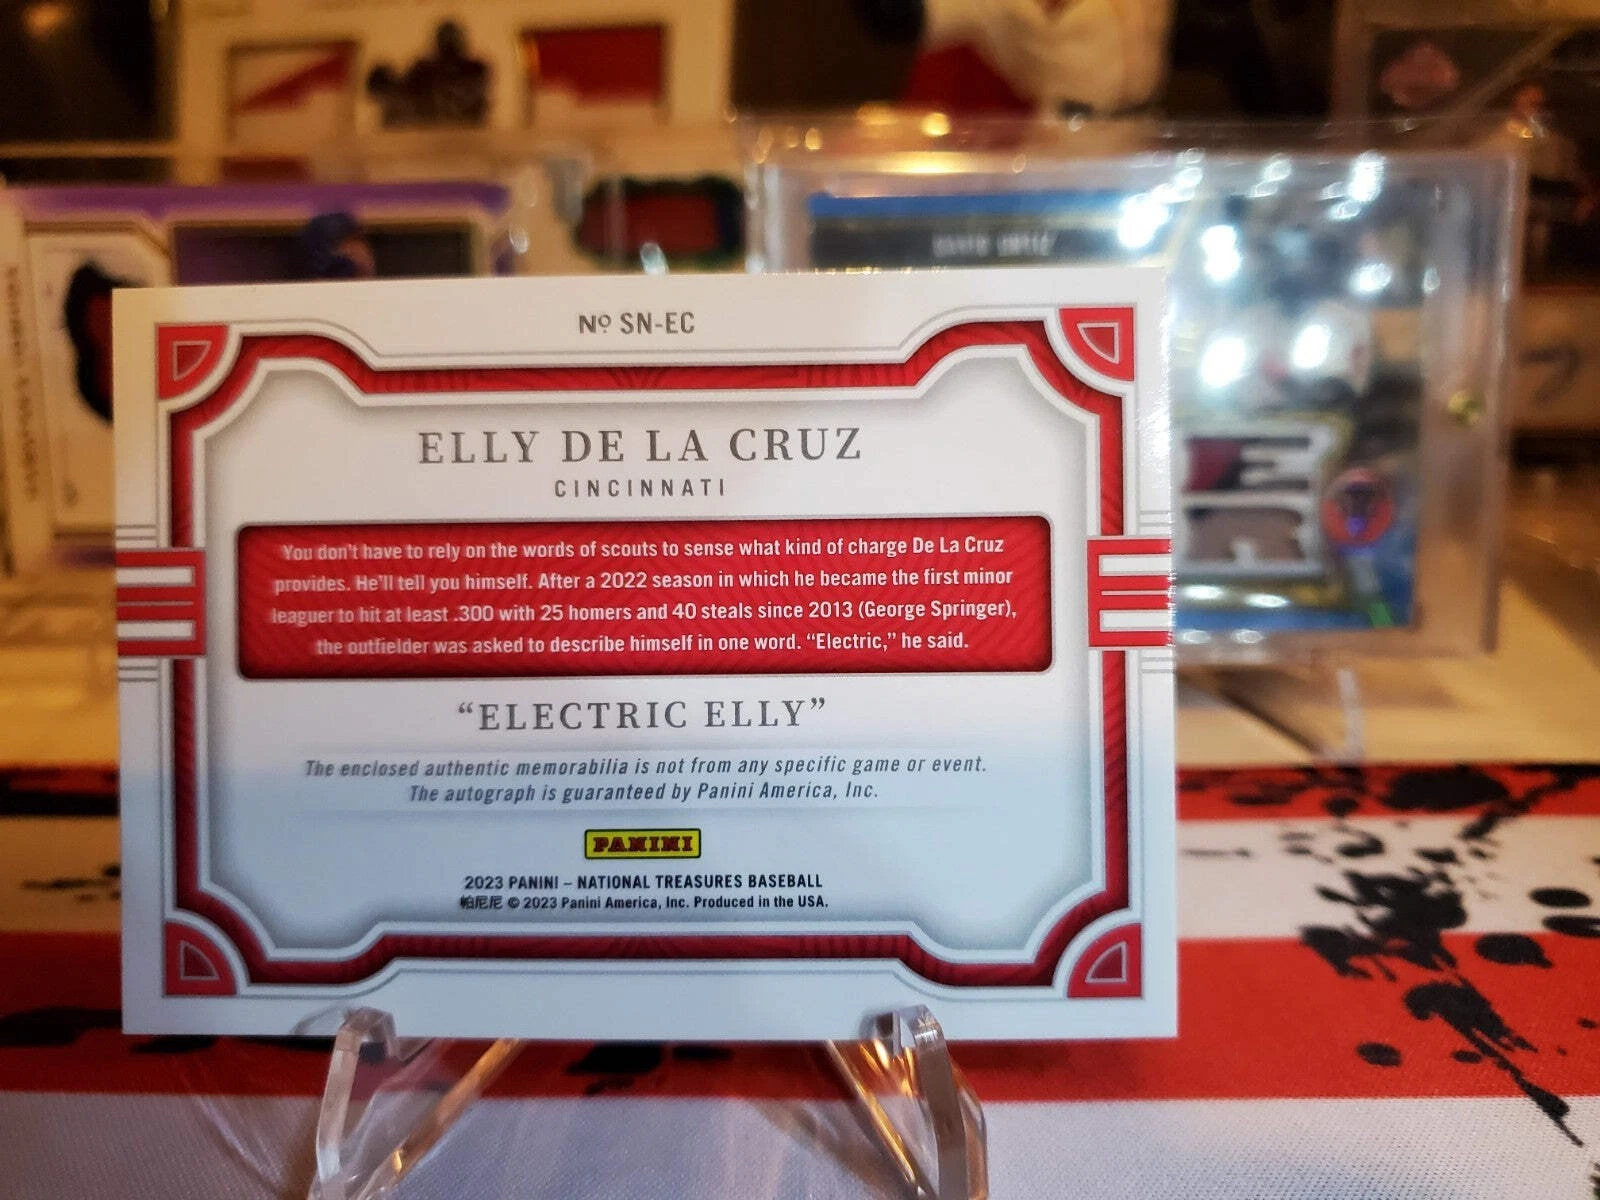 Nº SN-EC
ELLY DE LA CRUZ
CINCINNATI
You don't have to rely on the words of scouts to sense what kind of charge De La Cruz
provides. He'll tell you himself. After a 2022 season in which he became the first minor
leaguer to hit at least .300 with 25 homers and 40 steals since 2013 (George Springer),
the outfielder was asked to describe himself in one word. “Electric,” he said.
“ELECTRIC ELLY”
The enclosed authentic memorabilia is not from any specific game or event.
The autograph is guaranteed by Panini America, Inc.
PANINI
2023 PANINI – NATIONAL TREASURES BASEBALL
帕尼尼 © 2023 Panini America, Inc. Produced in the USA.
DAVID ORTIZ